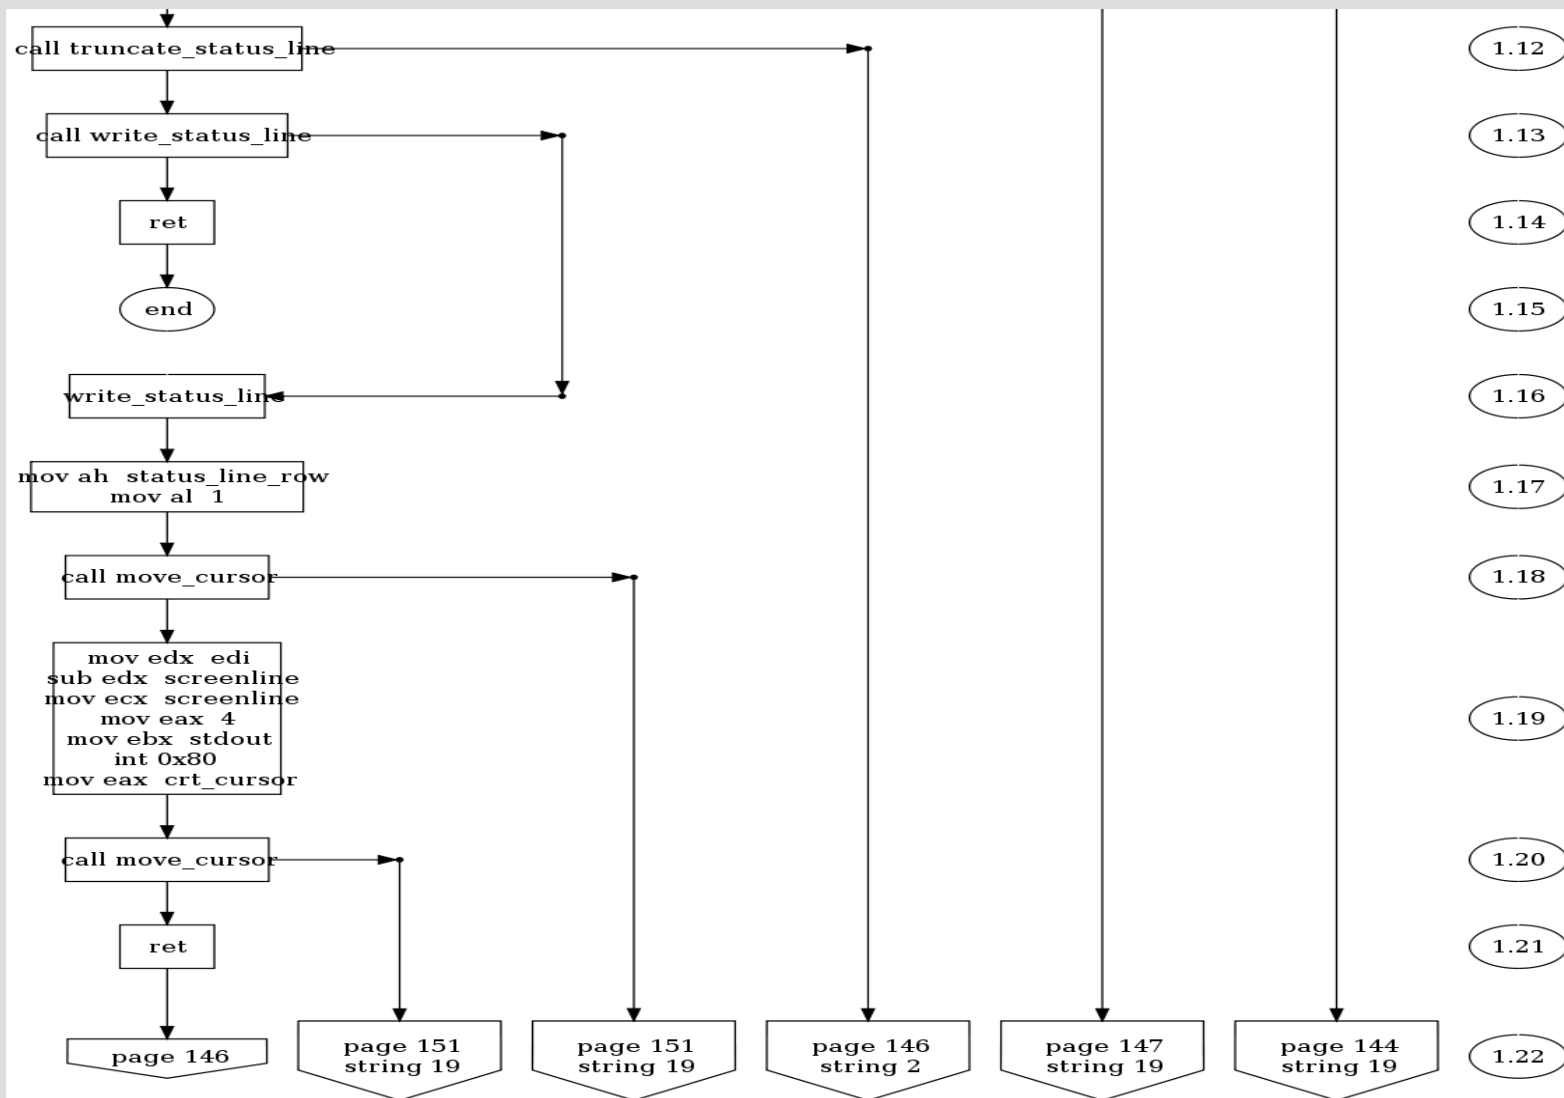 call truncate_status_line
1.12
call write_status_line
1.13
ret
1.14
end
1.15
write_status_line
1.16
mov ah  status_line_row
mov al  1
1.17
call move_cursor
1.18
mov edx  edi
sub edx  screenline
mov ecx  screenline
mov eax  4
mov ebx  stdout
int 0x80
mov eax  crt_cursor
1.19
call move_cursor
1.20
ret
1.21
page 146
page 151
string 19
page 151
string 19
page 146
string 2
page 147
string 19
page 144
string 19
1.22